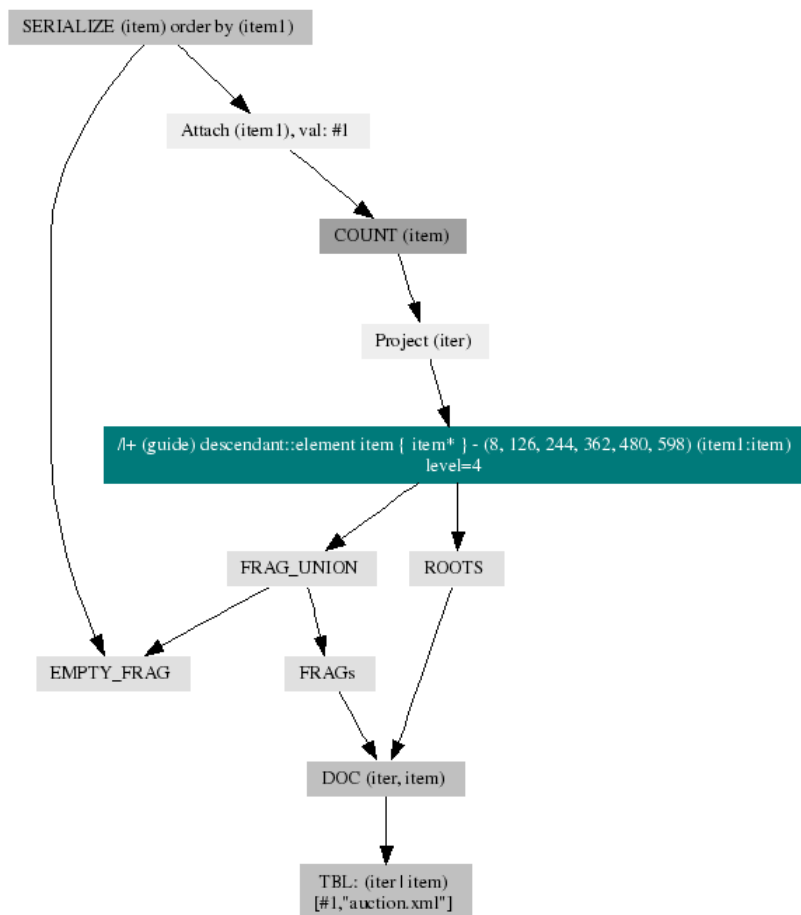 SERIALIZE (item) order by (item1)
Attach (item1), val: #1
COUNT (item)
Project (iter)
/l+ (guide) descendant::element item { item* } - (8, 126, 244, 362, 480, 598) (item1:item)
level=4
FRAG_UNION
ROOTS
EMPTY_FRAG
FRAGs
DOC (iter, item)
TBL: (iter | item)
[#1,"auction.xml"]